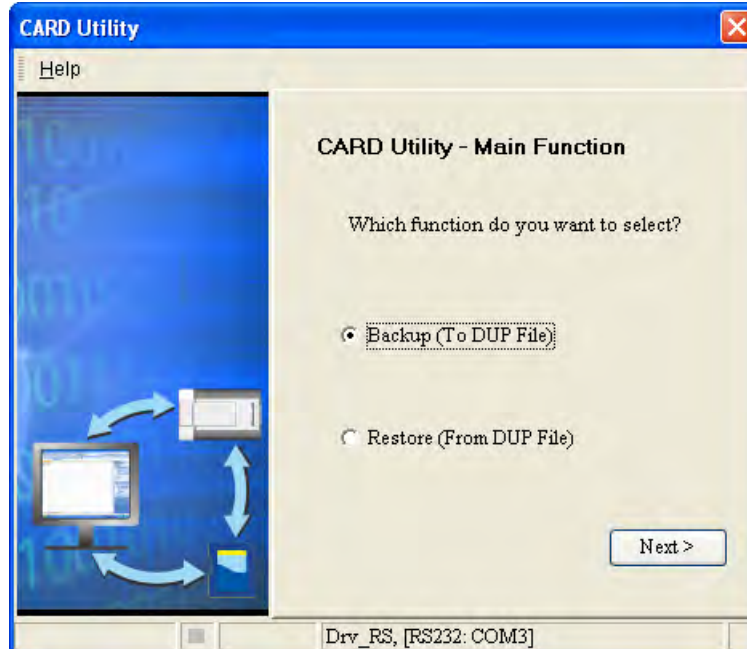 CARD Utility
Help
CARD Utility - Main Function
Which function do you want to select?
Backup (To DUP File)
Restore (From DUP File)
Next >
Drv_RS, [RS232: COM3]